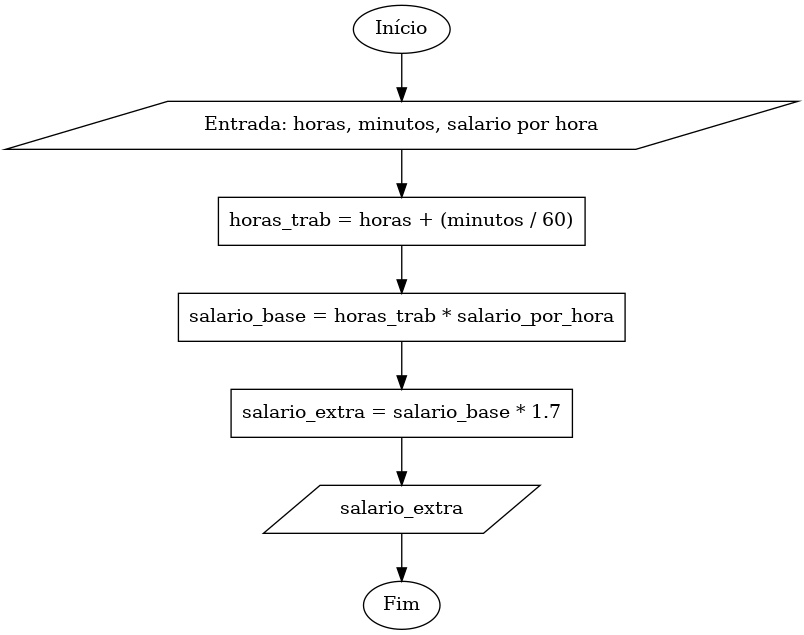 Início
Entrada: horas, minutos, salario por hora
horas_trab = horas + (minutos / 60)
salario_base = horas_trab * salario_por_hora
salario_extra = salario_base * 1.7
salario_extra
Fim